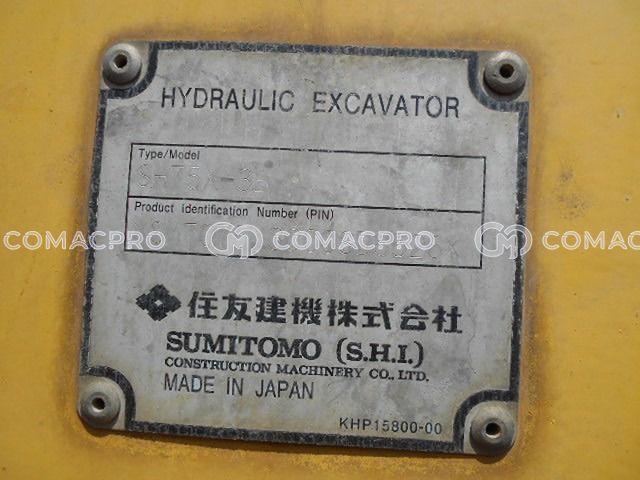 HYDRAULIC EXCAVATOR
Type/Model
Product Identification Number (PIN)
COMACPRO COMACPRO COMACPRO
住友建機株式会社
SUMITOMO (S.H.I.)
CONSTRUCTION MACHINERY CO., LTD.
MADE IN JAPAN
KHP15800-00